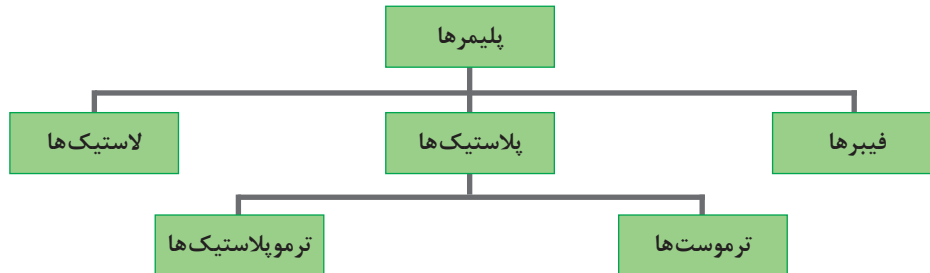 پلیمرها
فیبرها
پلاستیک‌ها
لاستیک‌ها
ترموست‌ها
ترموپلاستیک‌ها